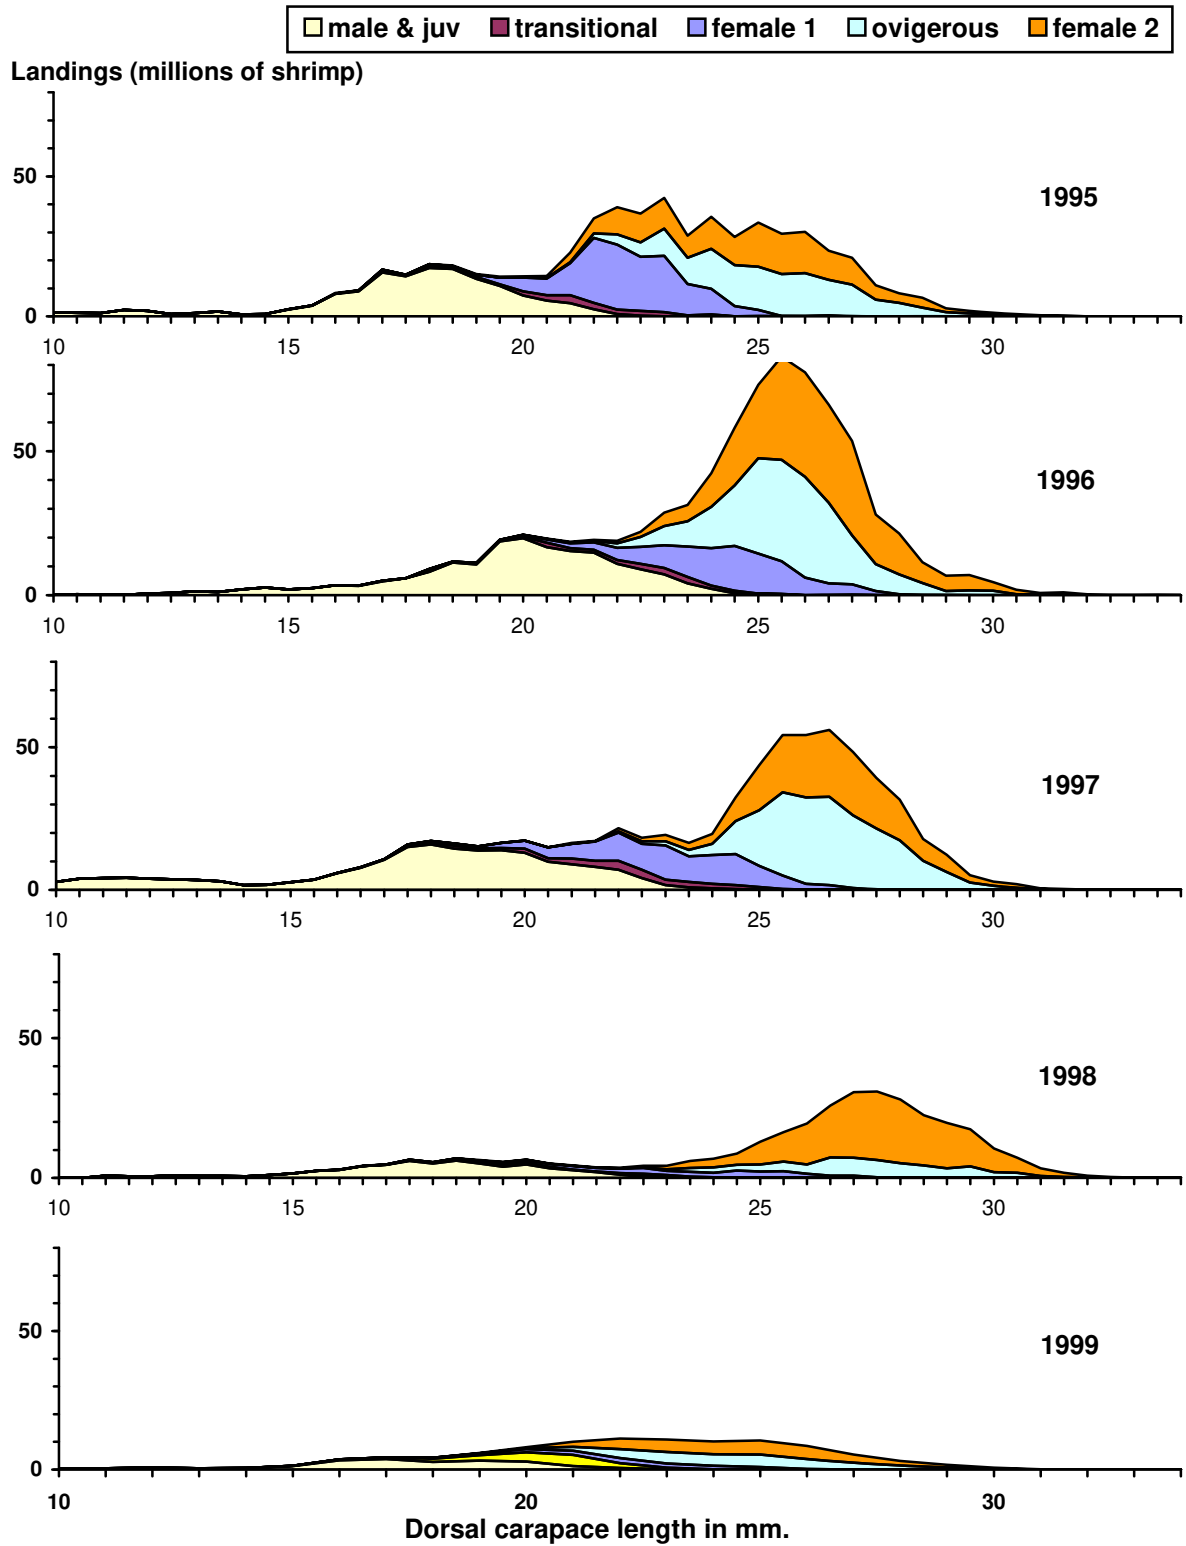 male & juv transitional female 1 ovigerous female 2
Landings (millions of shrimp)
50
1995
0
10 15 20 25 30
50
1996
0
10 15 20 25 30
50
1997
0
10 15 20 25 30
50
1998
0
10 15 20 25 30
50
1999
0
10 20 30
Dorsal carapace length in mm.